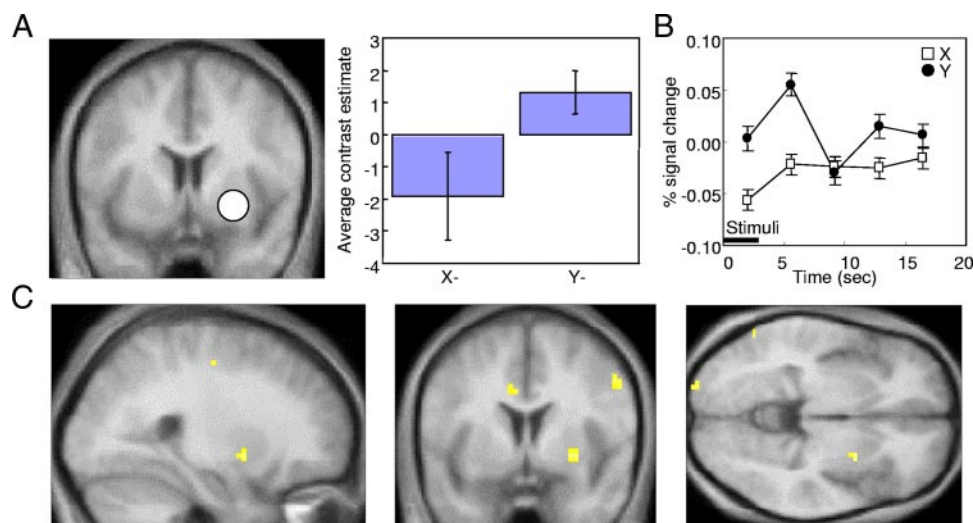 A
Average contrast estimate
3
2
1
0
-1
-2
-3
-4
X-
Y-
B
% signal change
0.10
0.05
0.00
-0.05
-0.10
X
Y
Stimuli
0
5
10
15
20
Time (sec)
C